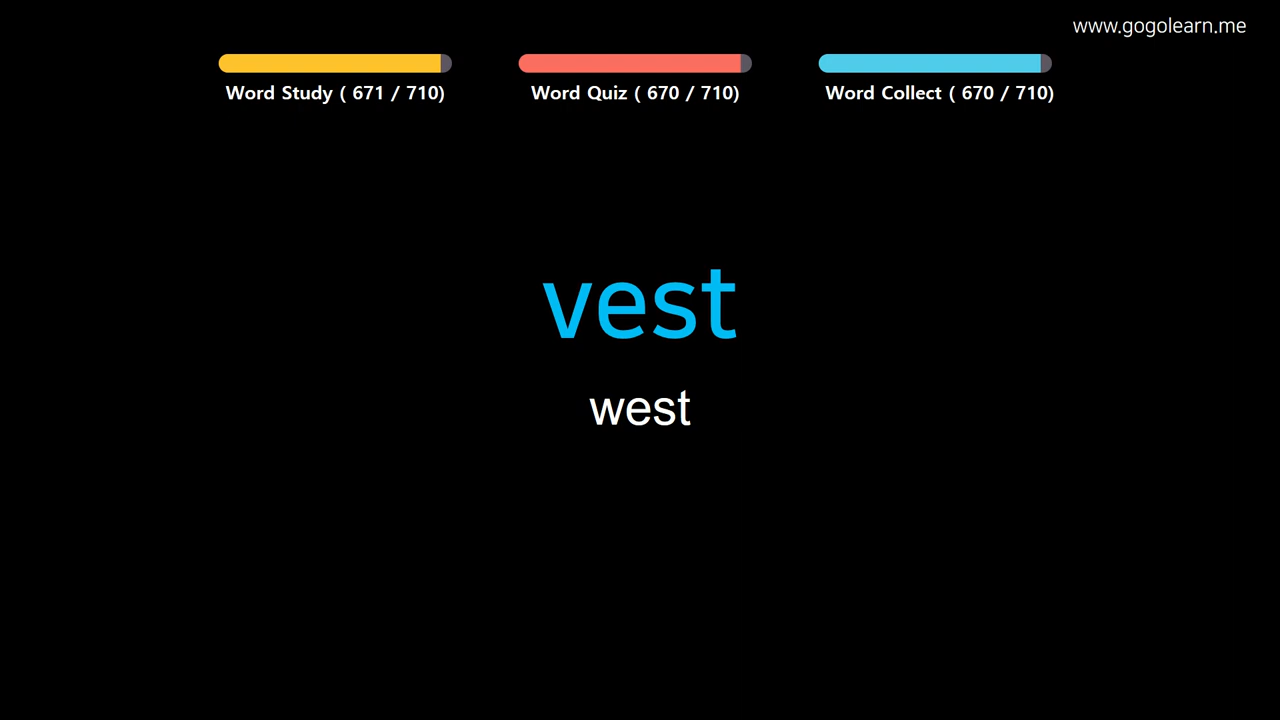 www.gogolearn.me
Word Study ( 671 / 710)
Word Quiz ( 670 / 710)
Word Collect ( 670 / 710)
vest
west